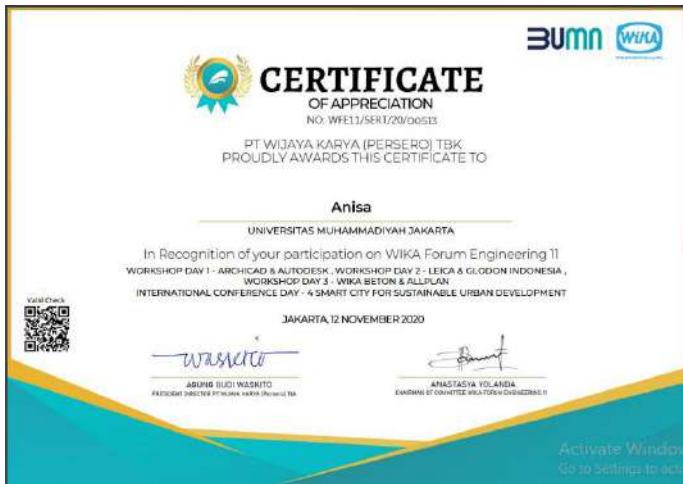 BUMN WIKA
CERTIFICATE
OF APPRECIATION
NO: WFE11/SERT/20/00513
PT WIJAYA KARYA (PERSERO) TBK
PROUDLY AWARDS THIS CERTIFICATE TO
Anisa
UNIVERSITAS MUHAMMADIYAH JAKARTA
In Recognition of your participation on WIKA Forum Engineering 11
WORKSHOP DAY 1 - ARCHICAD & AUTODESK , WORKSHOP DAY 2 - LEICA & GLODON INDONESIA ,
WORKSHOP DAY 3 - WIKA BETON & ALLPLAN
INTERNATIONAL CONFERENCE DAY - 4 SMART CITY FOR SUSTAINABLE URBAN DEVELOPMENT
Valid Check
JAKARTA, 12 NOVEMBER 2020
Waskito
AGUNG BUDI WASKITO
ANASTASYA YOLANDA
PRESIDENT DIRECTOR PT WIJAYA KARYA (Persero) Tbk
CHAIRMAN OF COMMITTEE WIKA FORUM ENGINEERING 11
Activate Window
Go to Settings to acti